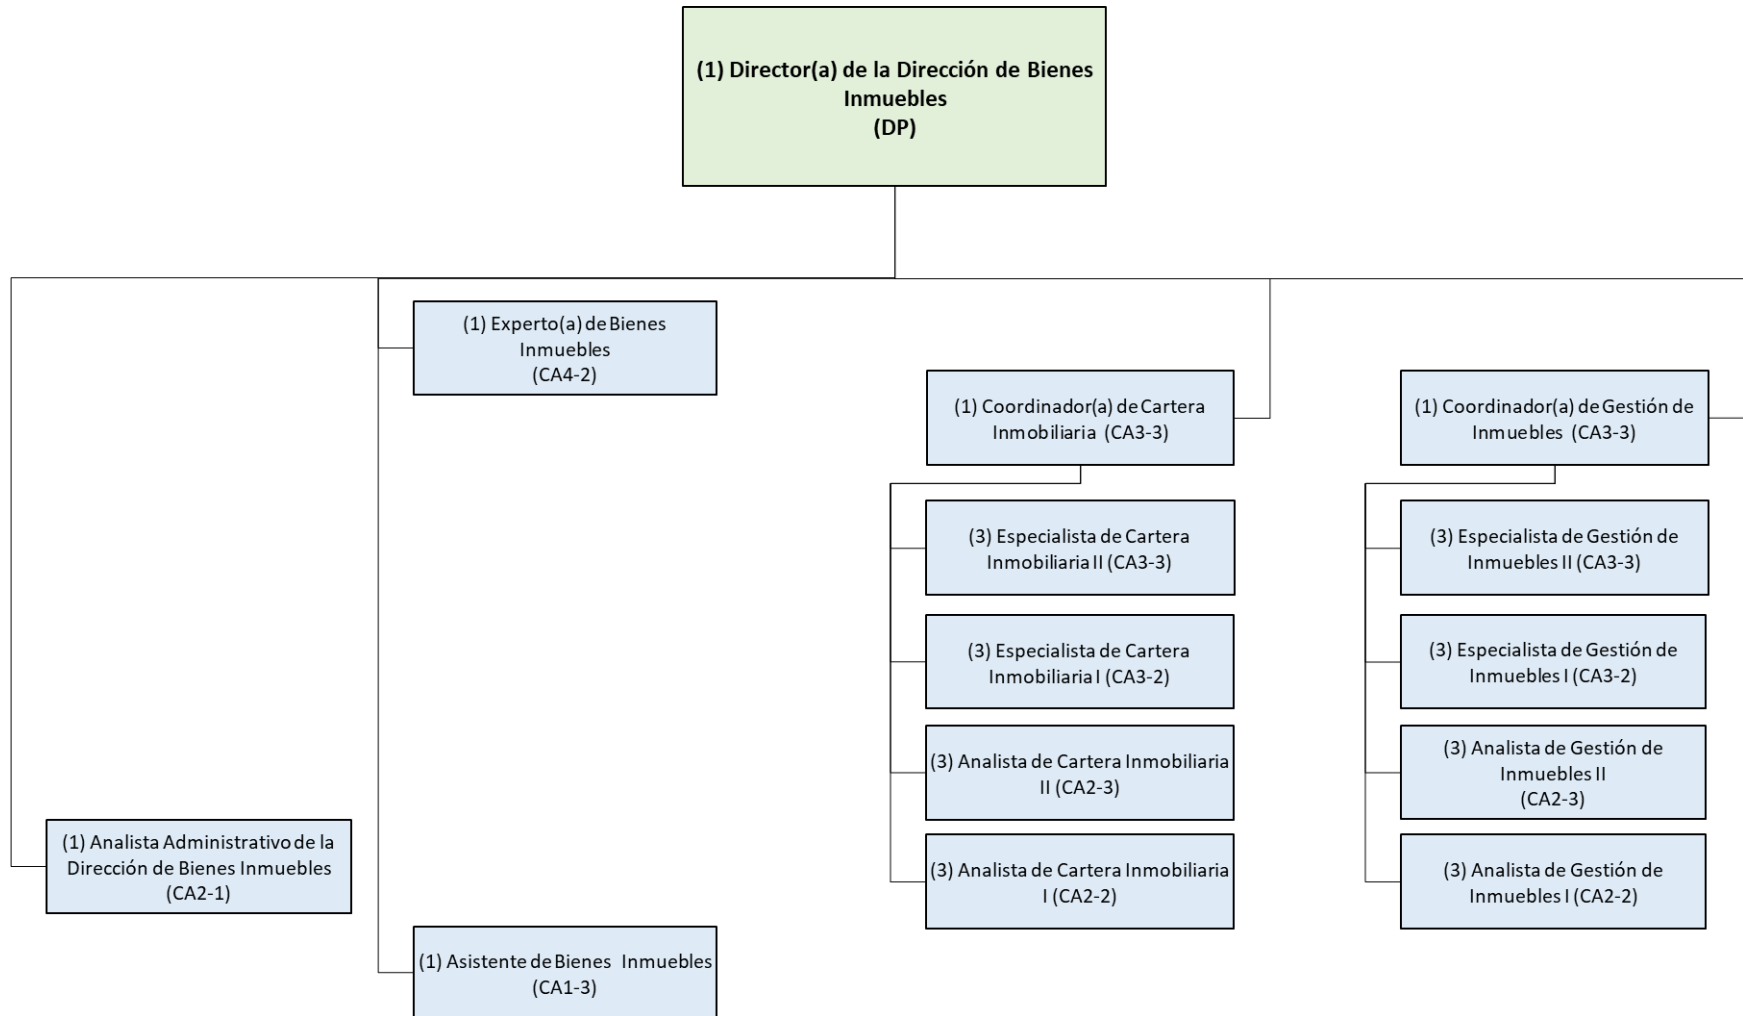 (1) Director(a) de la Dirección de Bienes
Inmuebles
(DP)
(1) Experto(a) de Bienes
Inmuebles
(CA4-2)
(1) Coordinador(a) de Cartera
Inmobiliaria (CA3-3)
(1) Coordinador(a) de Gestión de
Inmuebles (CA3-3)
(3) Especialista de Cartera
Inmobiliaria II (CA3-3)
(3) Especialista de Gestión de
Inmuebles II (CA3-3)
(3) Especialista de Cartera
Inmobiliaria I (CA3-2)
(3) Especialista de Gestión de
Inmuebles I (CA3-2)
(3) Analista de Cartera Inmobiliaria
II (CA2-3)
(3) Analista de Gestión de
Inmuebles II
(CA2-3)
(1) Analista Administrativo de la
Dirección de Bienes Inmuebles
(CA2-1)
(3) Analista de Cartera Inmobiliaria
I (CA2-2)
(3) Analista de Gestión de
Inmuebles I (CA2-2)
(1) Asistente de Bienes Inmuebles
(CA1-3)